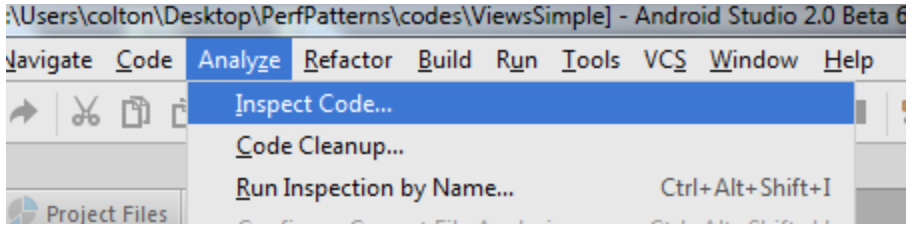 :\Users\colton\Desktop\PerfPatterns\codes\ViewsSimple] - Android Studio 2.0 Beta 6
Navigate Code Analyze Refactor Build Run Tools VCS Window Help
Inspect Code...
Code Cleanup...
Run Inspection by Name... Ctrl+Alt+Shift+I
Project Files